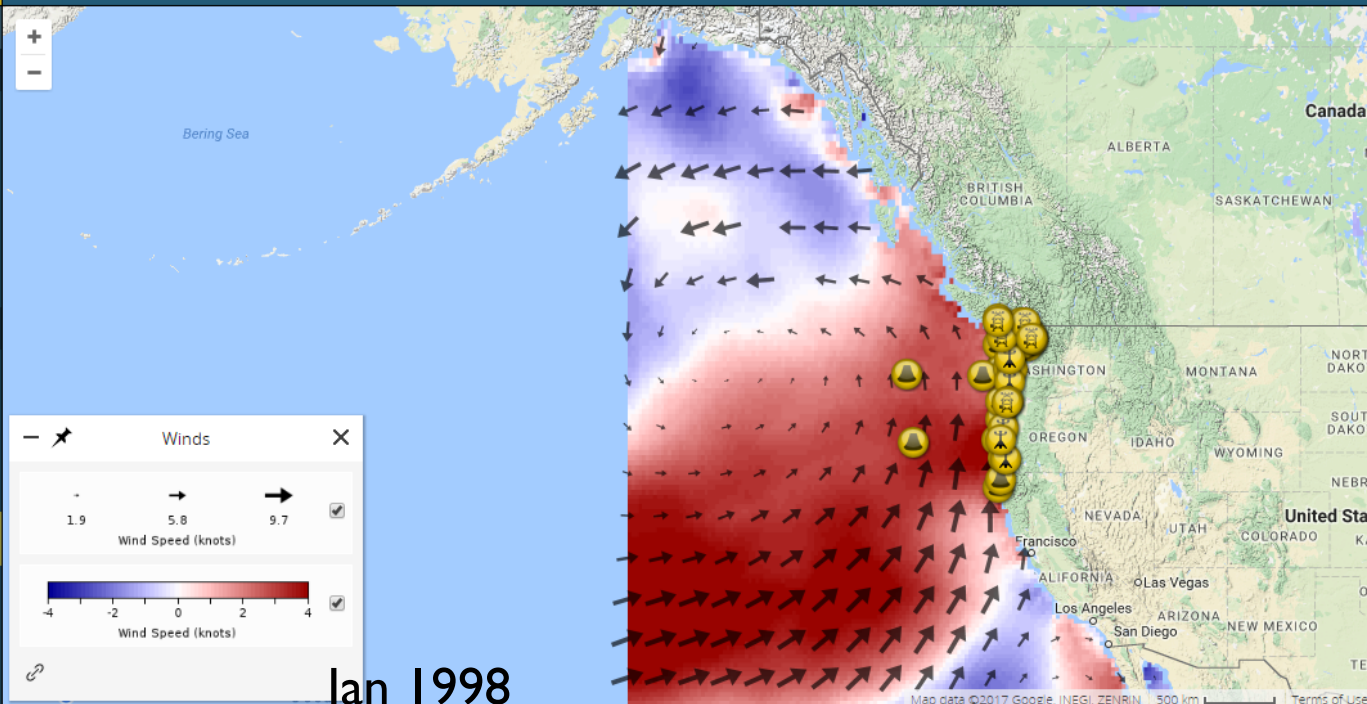 +
−
Bering Sea
Canada
ALBERTA
BRITISH
COLUMBIA
SASKATCHEWAN
ASHINGTON
MONTANA
NORT
DAKO
SOUT
DAKO
OREGON
IDAHO
WYOMING
NEBR
NEVADA
UTAH
COLORADO
United Sta
KA
Francisco
ALIFORNIA
Las Vegas
Los Angeles
ARIZONA
NEW MEXICO
San Diego
TE
Winds
1.9 5.8 9.7
Wind Speed (knots)
-4 -2 0 2 4
Wind Speed (knots)
Jan 1998
Map data ©2017 Google, INEGI, ZENRIN 500 km Terms of Use